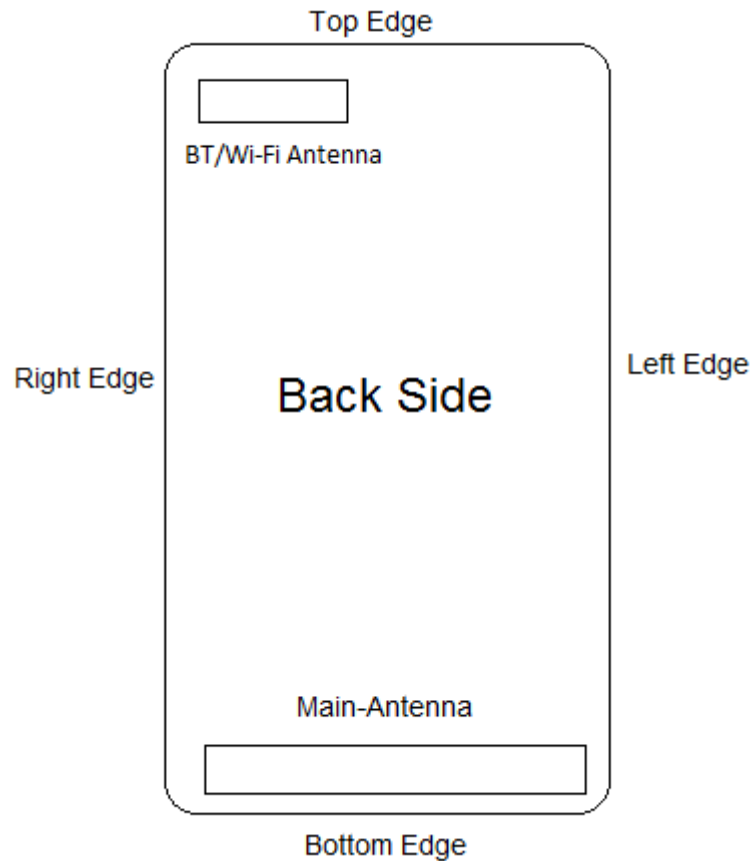 Top Edge
BT/Wi-Fi Antenna
Right Edge
Back Side
Left Edge
Main-Antenna
Bottom Edge